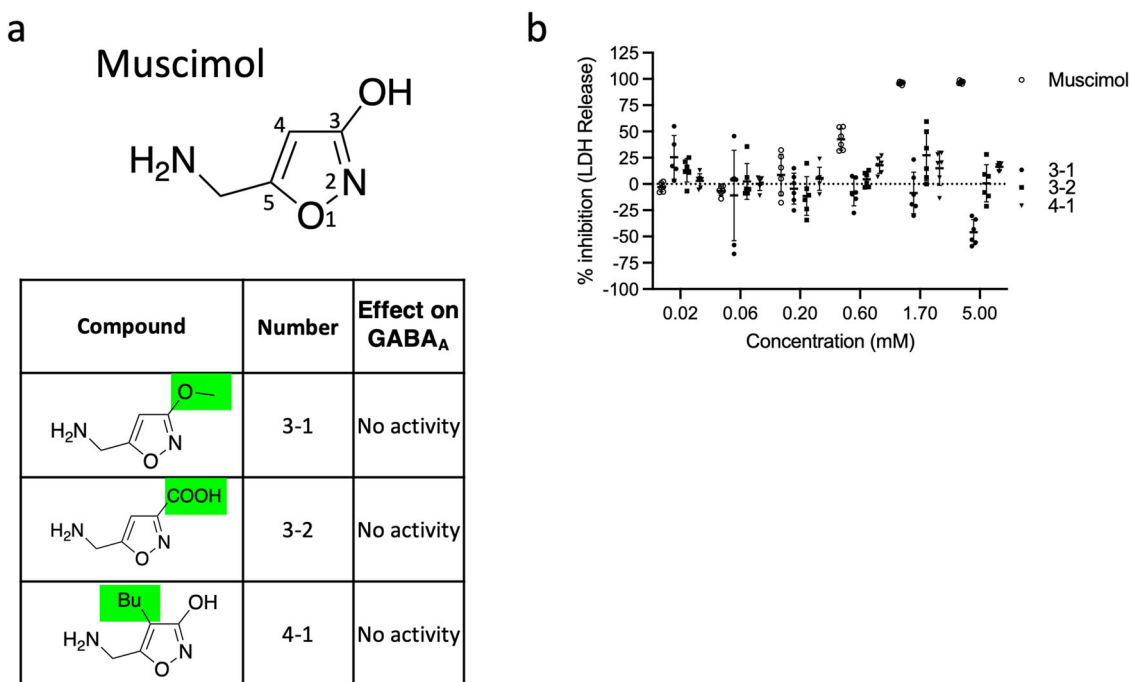 a
Muscimol
OH
4
3
H₂N
2
N
5
O
1
Compound
Number
Effect on
GABA_A
O
H₂N
N
O
3-1
No activity
COOH
H₂N
N
O
3-2
No activity
Bu
OH
H₂N
N
O
4-1
No activity
b
% inhibition (LDH Release)
125
100
75
50
25
0
-25
-50
-75
-100
0.02 0.06 0.20 0.60 1.70 5.00
Concentration (mM)
Muscimol
3-1
3-2
4-1